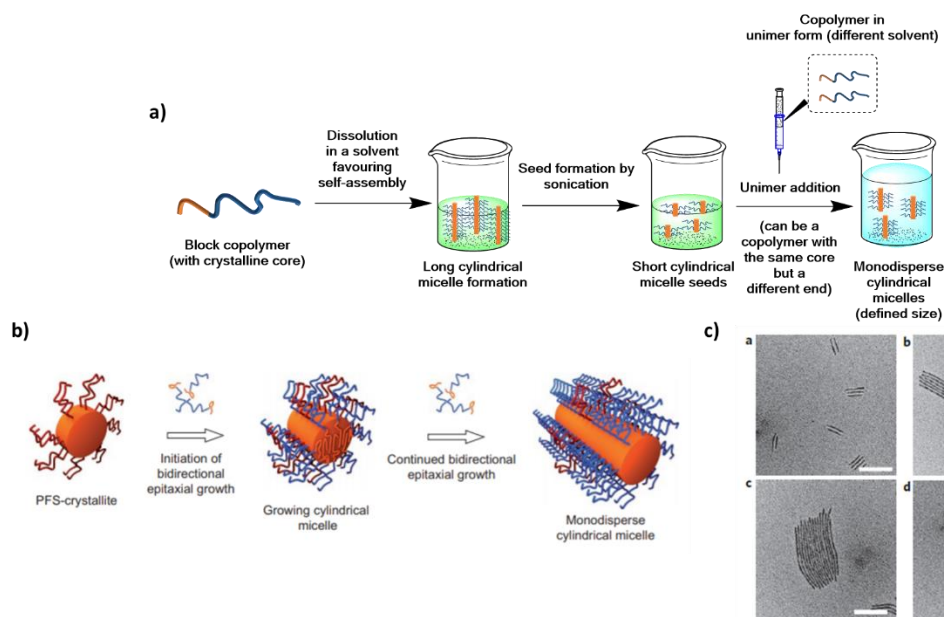 Copolymer in
unimer form (different solvent)
a)
Dissolution
in a solvent
favouring
self-assembly
Seed formation by
sonication
Unimer addition
Block copolymer
(with crystalline core)
Long cylindrical
micelle formation
Short cylindrical
micelle seeds
(can be a
copolymer with
the same core
but a
different end)
Monodisperse
cylindrical
micelles
(defined size)
b)
PFS-crystallite
Initiation of
bidirectional
epitaxial growth
Growing cylindrical
micelle
Continued bidirectional
epitaxial growth
Monodisperse
cylindrical micelle
c)
a
b
c
d